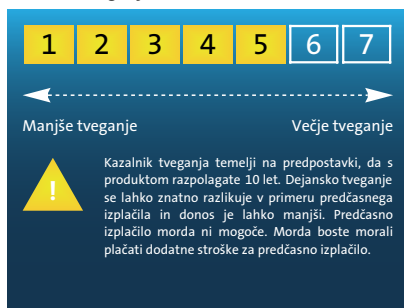 1 2 3 4 5 6 7
Manjše tveganje Večje tveganje
!
Kazalnik tveganja temelji na predpostavki, da s
produktom razpolagate 10 let. Dejansko tveganje
se lahko znatno razlikuje v primeru predčasnega
izplačila in donos je lahko manjši. Predčasno
izplačilo morda ni mogoče. Morda boste morali
plačati dodatne stroške za predčasno izplačilo.